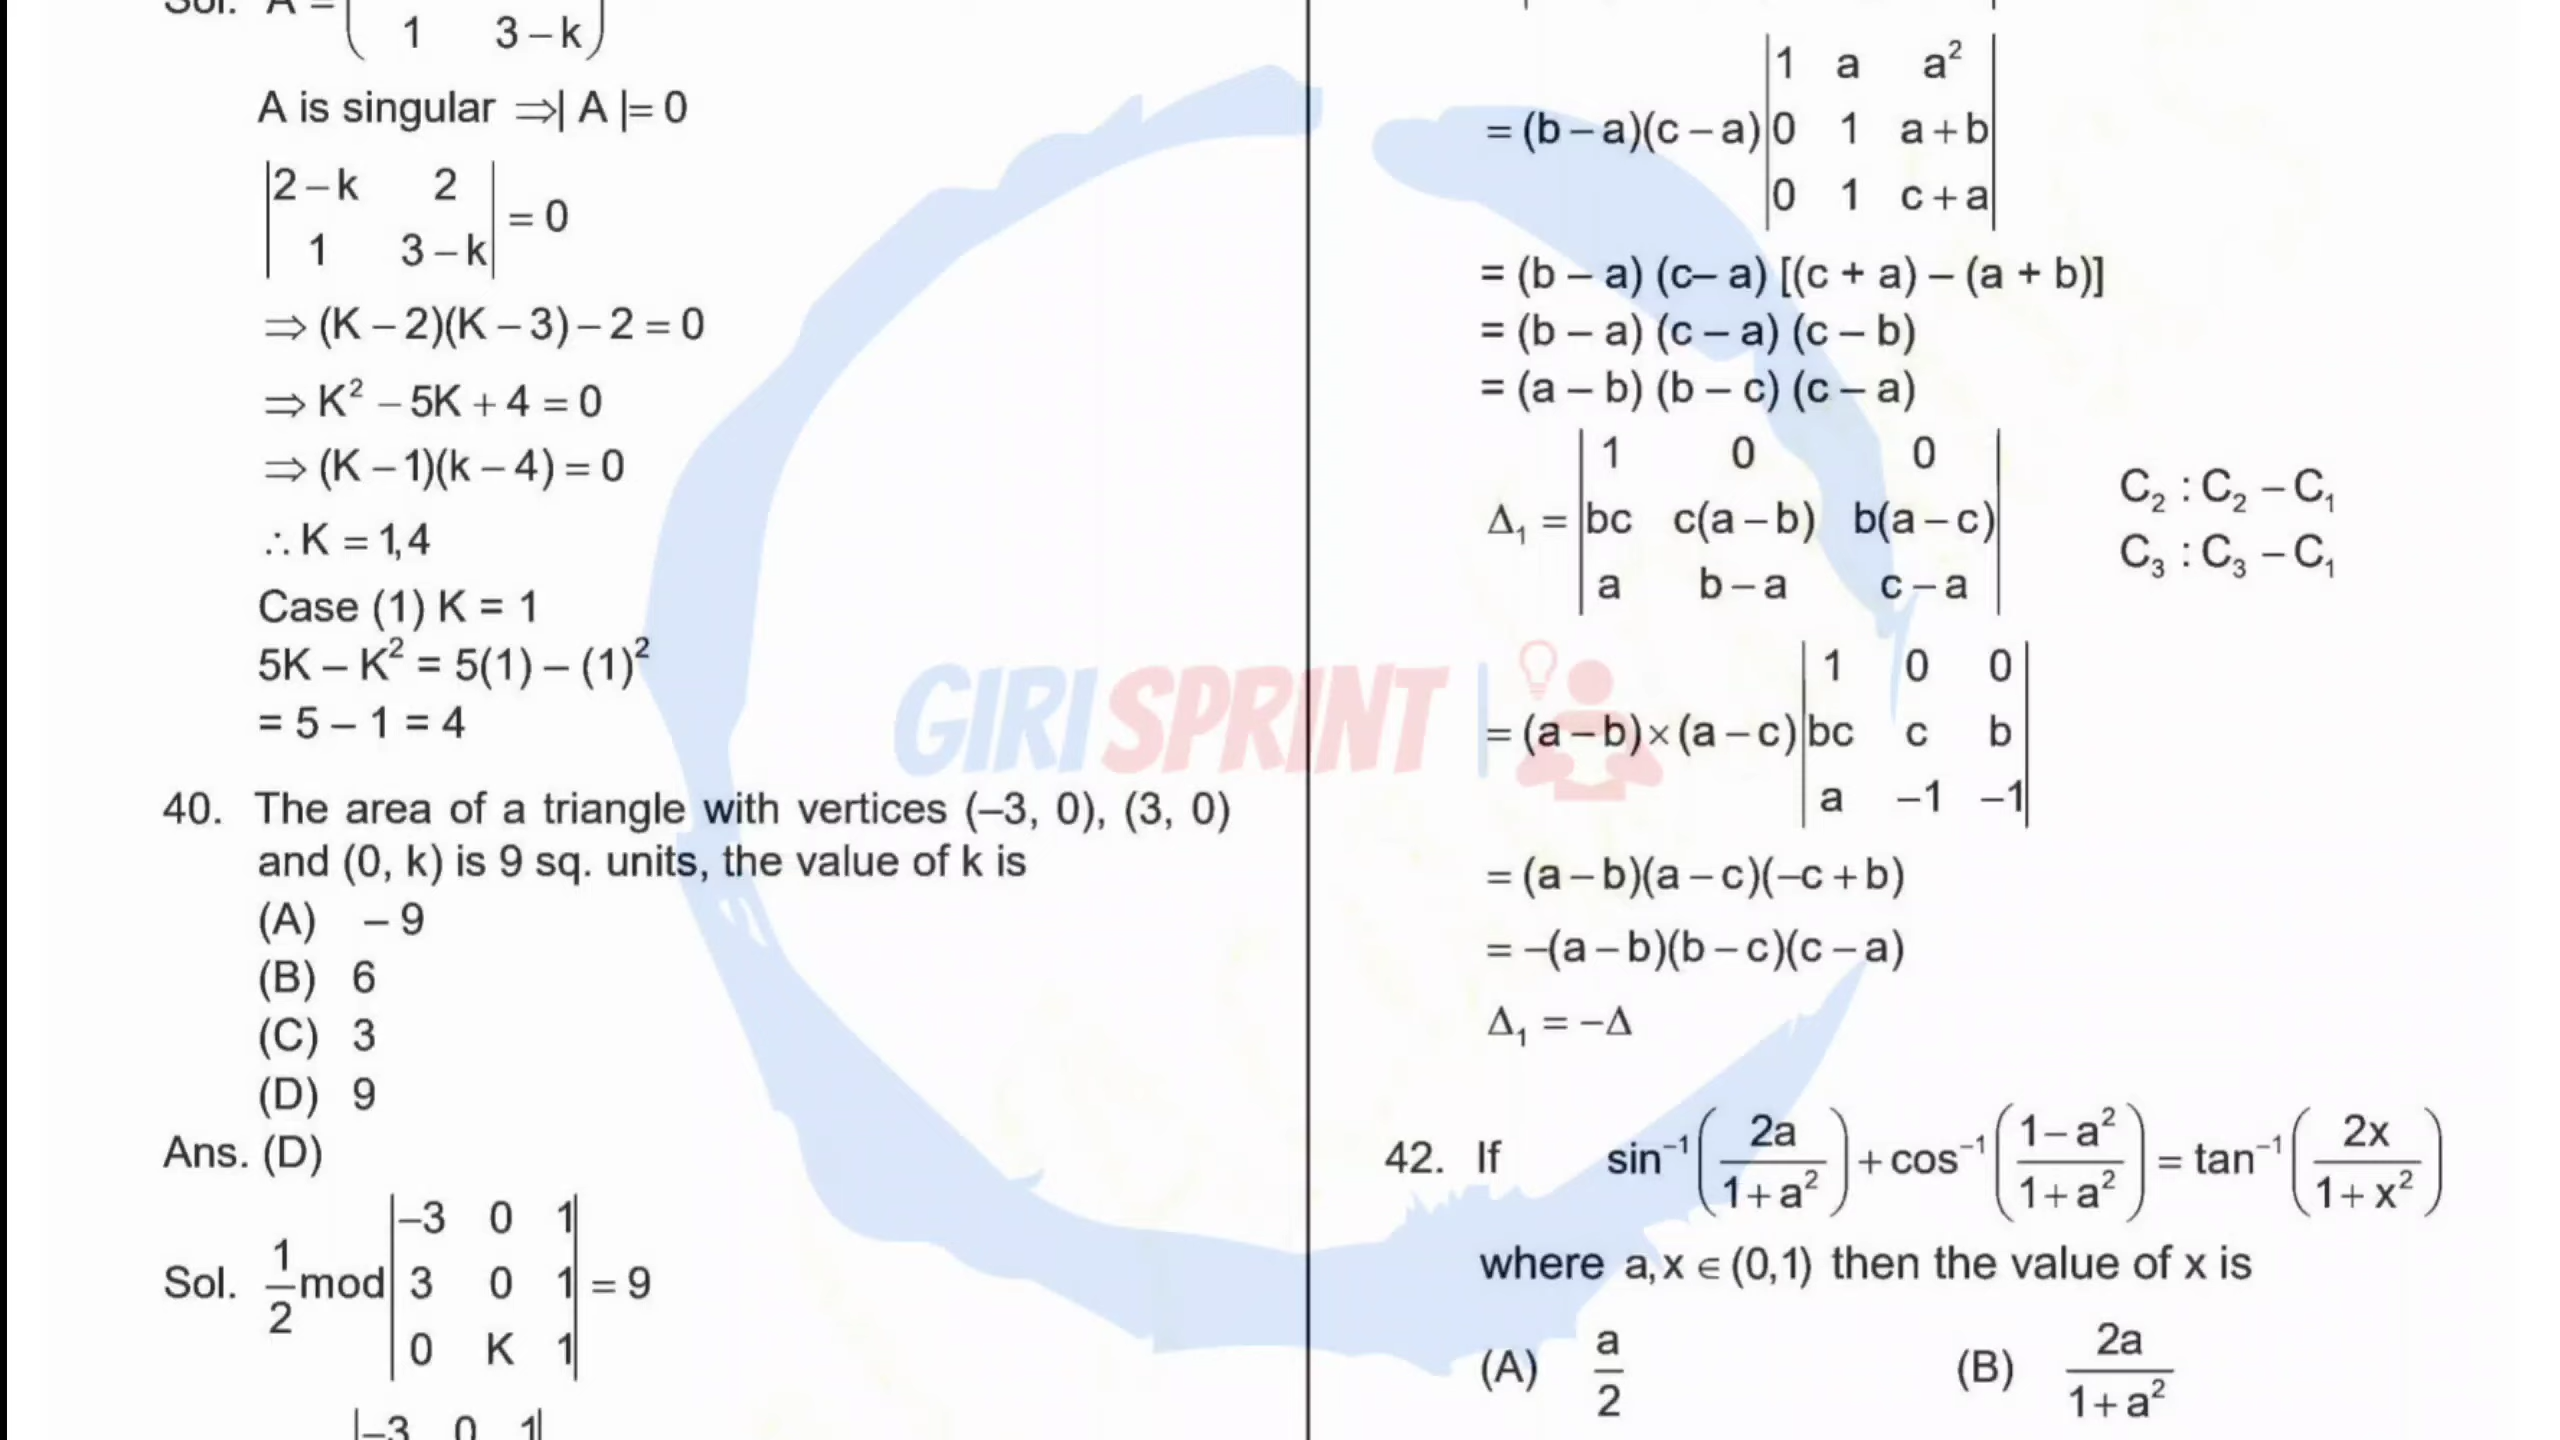 Sol. A =
( 1 3 – k )
A is singular ⇒| A |= 0
|2 – k 2|
|1 3 – k| = 0
⇒ (K – 2)(K – 3) – 2 = 0
⇒ K² – 5K + 4 = 0
⇒ (K – 1)(k – 4) = 0
∴ K = 1,4
Case (1) K = 1
5K – K² = 5(1) – (1)²
= 5 – 1 = 4
40. The area of a triangle with vertices (–3, 0), (3, 0)
and (0, k) is 9 sq. units, the value of k is
(A) – 9
(B) 6
(C) 3
(D) 9
Ans. (D)
Sol. 1/2 mod |–3 0 1|
|3 0 1| = 9
|0 K 1|
|–3 0 1|
|1 a a²|
= (b – a)(c – a) |0 1 a + b|
|0 1 c + a|
= (b – a) (c– a) [(c + a) – (a + b)]
= (b – a) (c – a) (c – b)
= (a – b) (b – c) (c – a)
|1 0 0|
Δ₁ = |bc c(a – b) b(a – c)|
|a b – a c – a|
C₂ : C₂ – C₁
C₃ : C₃ – C₁
|1 0 0|
= (a – b) × (a – c) |bc c b|
|a –1 –1|
= (a – b)(a – c)(–c + b)
= –(a – b)(b – c)(c – a)
Δ₁ = –Δ
42. If sin⁻¹(2a/(1+a²)) + cos⁻¹((1–a²)/(1+a²)) = tan⁻¹(2x/(1+x²))
where a,x ∈ (0,1) then the value of x is
(A) a/2 (B) 2a/(1+a²)
GIRISPRINT